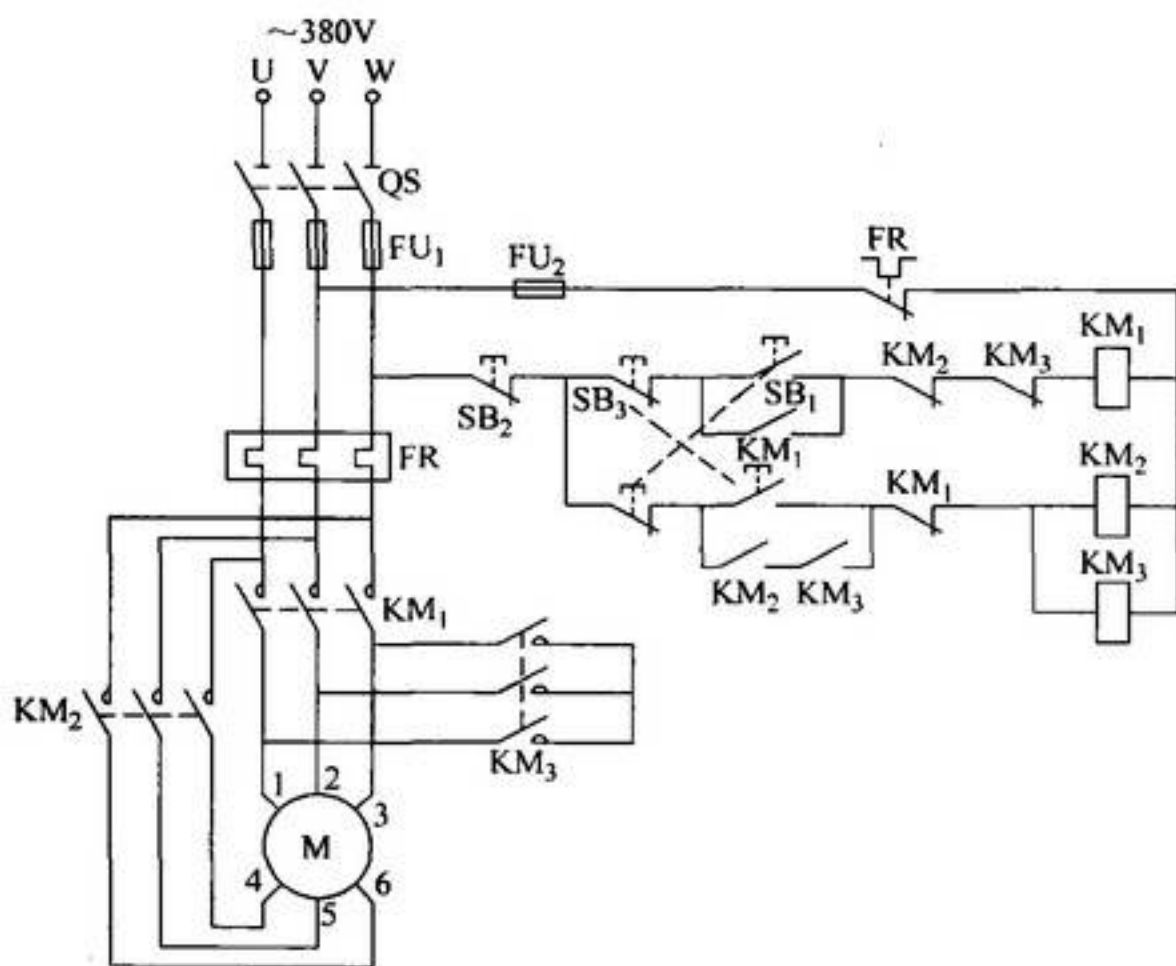 ~380V
U V W
QS
FU₁
FU₂
FR
KM₁
KM₂ KM₃
SB₂ SB₃ SB₁
KM₁
FR
KM₂
KM₁
KM₃
KM₂ KM₃
KM₁
KM₂
KM₃
1 2 3
M
4 5 6